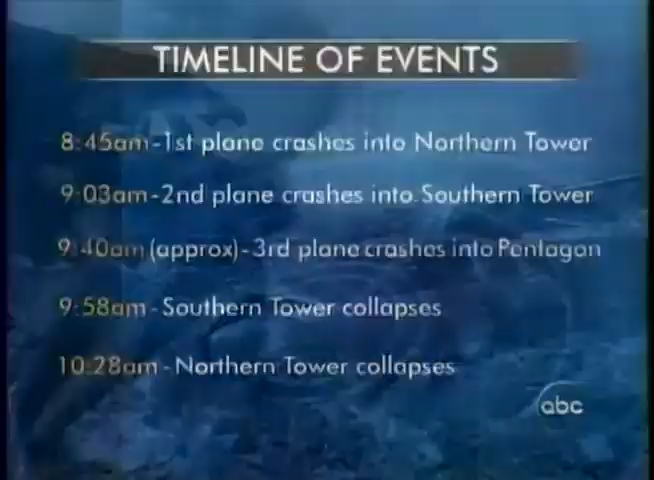 TIMELINE OF EVENTS
8:45am-1st plane crashes into Northern Tower
9:03am-2nd plane crashes into Southern Tower
9:40am (approx)-3rd plane crashes into Pentagon
9:58am-Southern Tower collapses
10:28am-Northern Tower collapses
abc